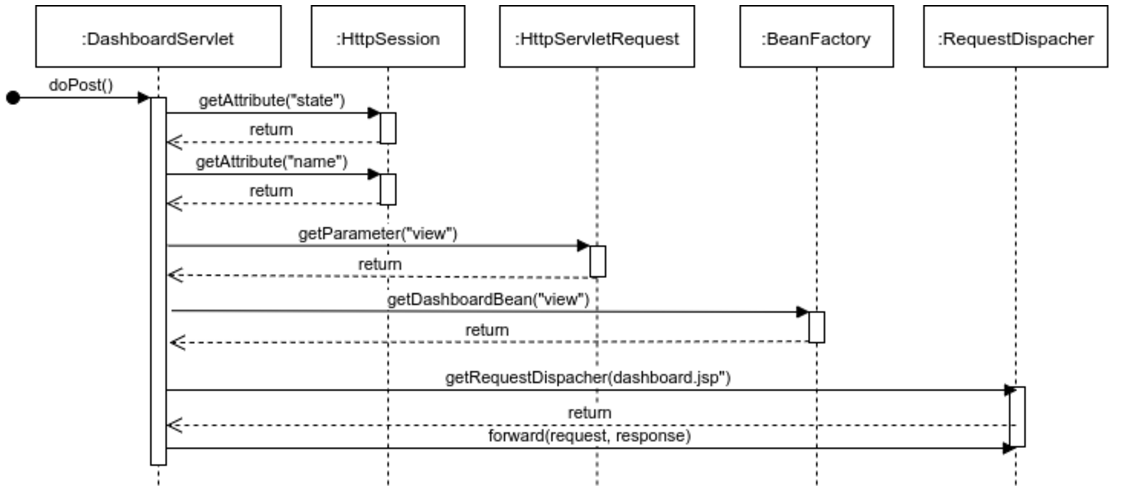 :DashboardServlet
:HttpSession
:HttpServletRequest
:BeanFactory
:RequestDispacher
doPost()
getAttribute("state")
return
getAttribute("name")
return
getParameter("view")
return
getDashboardBean("view")
return
getRequestDispacher(dashboard.jsp")
return
forward(request, response)